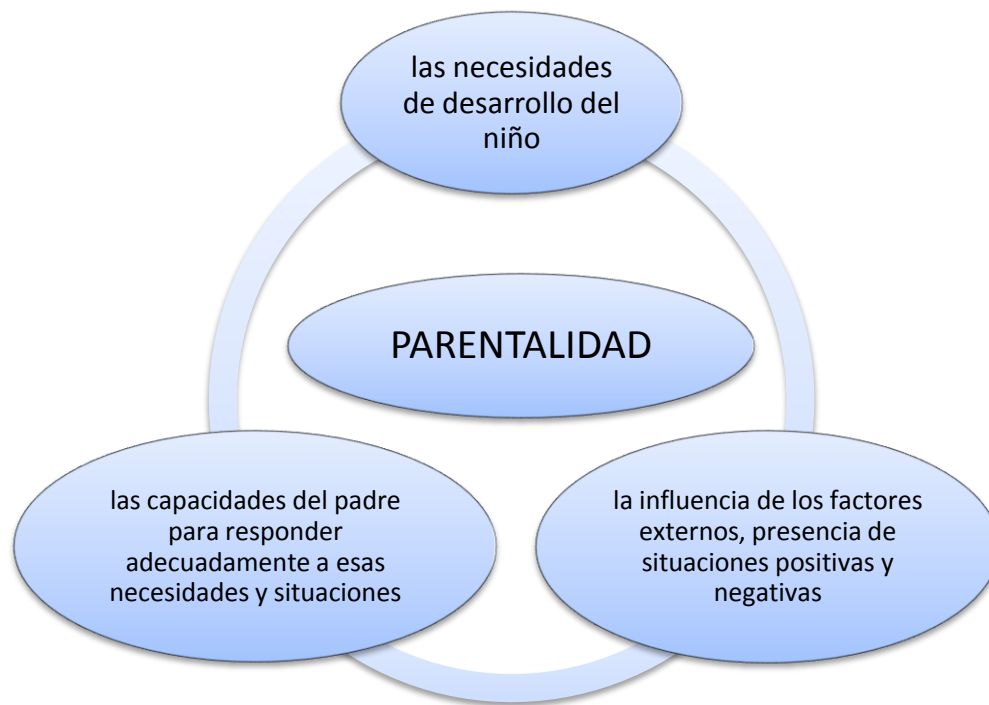 las necesidades
de desarrollo del
niño
PARENTALIDAD
las capacidades del padre
para responder
adecuadamente a esas
necesidades y situaciones
la influencia de los factores
externos, presencia de
situaciones positivas y
negativas